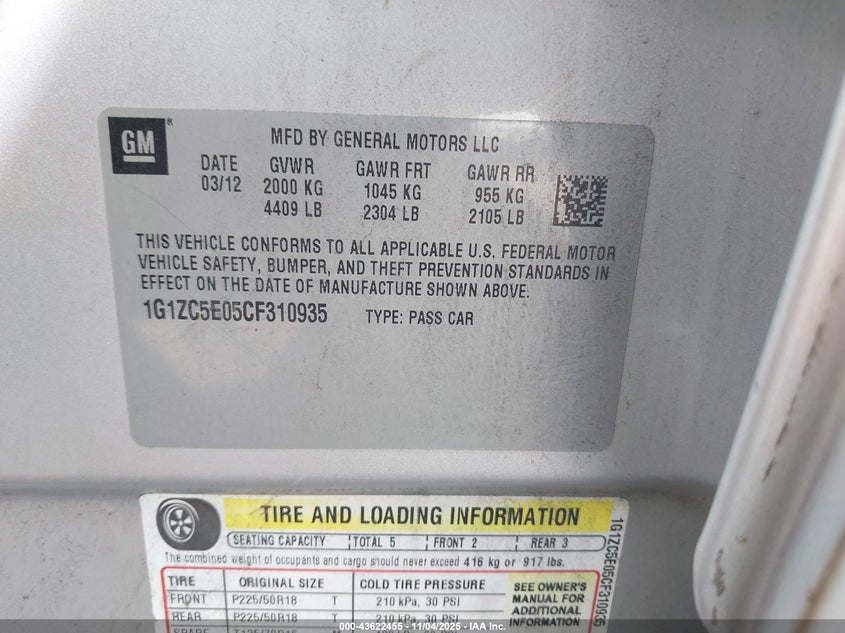 GM®
MFD BY GENERAL MOTORS LLC
DATE GVWR GAWR FRT GAWR RR
03/12 2000 KG 1045 KG 955 KG
4409 LB 2304 LB 2105 LB
THIS VEHICLE CONFORMS TO ALL APPLICABLE U.S. FEDERAL MOTOR
VEHICLE SAFETY, BUMPER, AND THEFT PREVENTION STANDARDS IN
EFFECT ON THE DATE OF MANUFACTURE SHOWN ABOVE.
1G1ZC5E05CF310935 TYPE: PASS CAR
TIRE AND LOADING INFORMATION
SEATING CAPACITY TOTAL 5 FRONT 2 REAR 3
The combined weight of occupants and cargo should never exceed 416 kg or 917 lbs.
TIRE ORIGINAL SIZE COLD TIRE PRESSURE
FRONT P225/50R18 T 210 kPa, 30 PSI
REAR P225/50R18 T 210 kPa, 30 PSI
SEE OWNER'S
MANUAL FOR
ADDITIONAL
INFORMATION
1G1ZC5E05CF310935
000-43622455 - 11/04/2025 - IAA Inc.